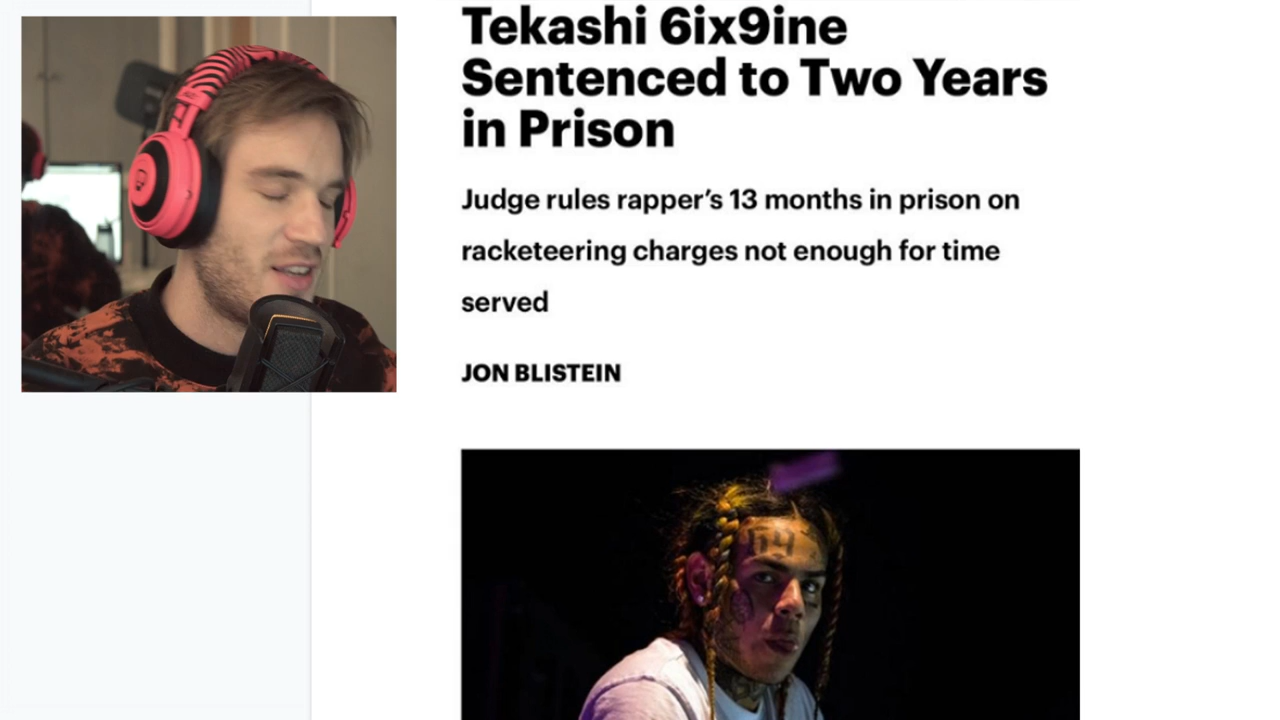 Tekashi 6ix9ine
Sentenced to Two Years
in Prison
Judge rules rapper’s 13 months in prison on
racketeering charges not enough for time
served
JON BLISTEIN